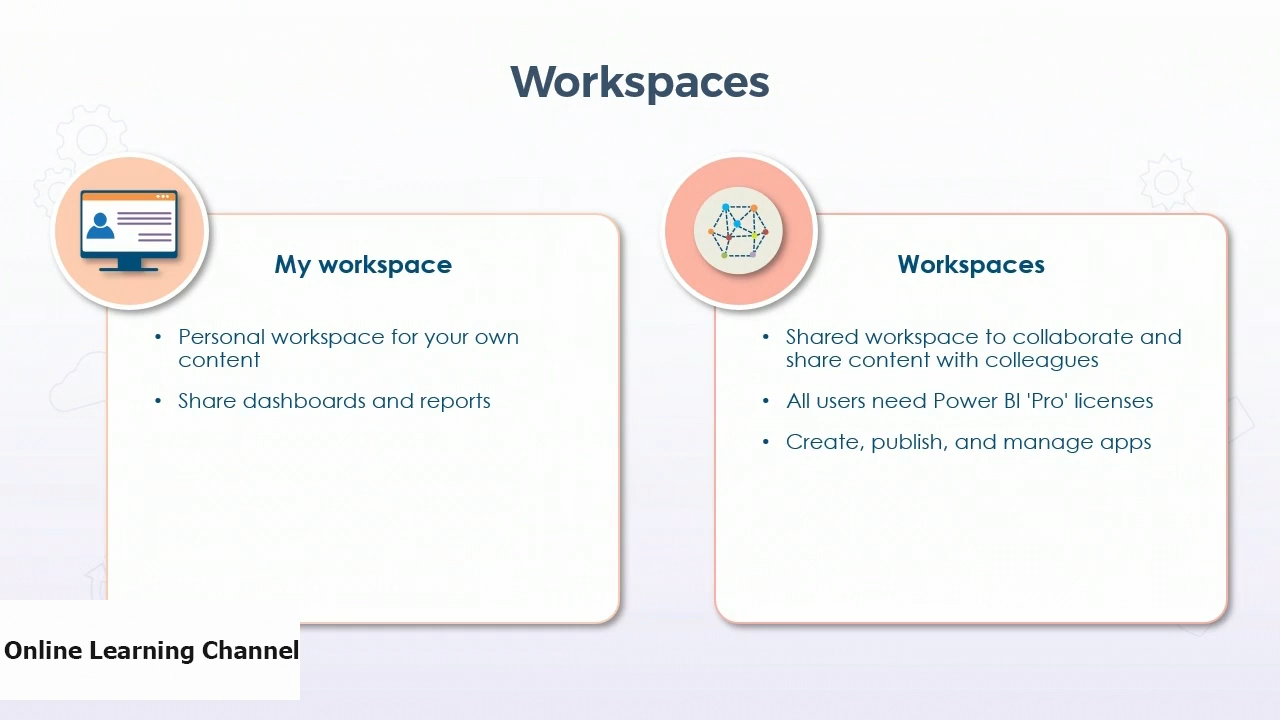 Workspaces
My workspace
• Personal workspace for your own
content
• Share dashboards and reports
Workspaces
• Shared workspace to collaborate and
share content with colleagues
• All users need Power BI 'Pro' licenses
• Create, publish, and manage apps
Online Learning Channel